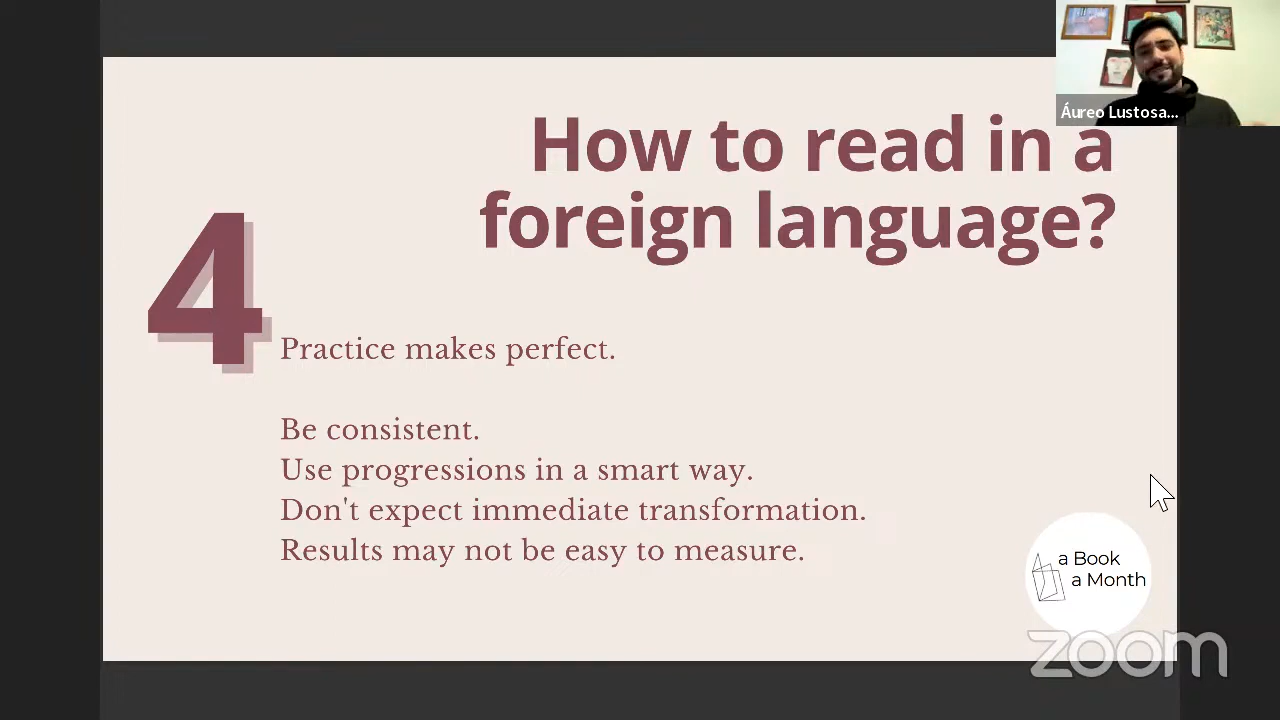 Áureo Lustosa...
How to read in a
foreign language?
4
Practice makes perfect.
Be consistent.
Use progressions in a smart way.
Don't expect immediate transformation.
Results may not be easy to measure.
a Book
a Month
zoom